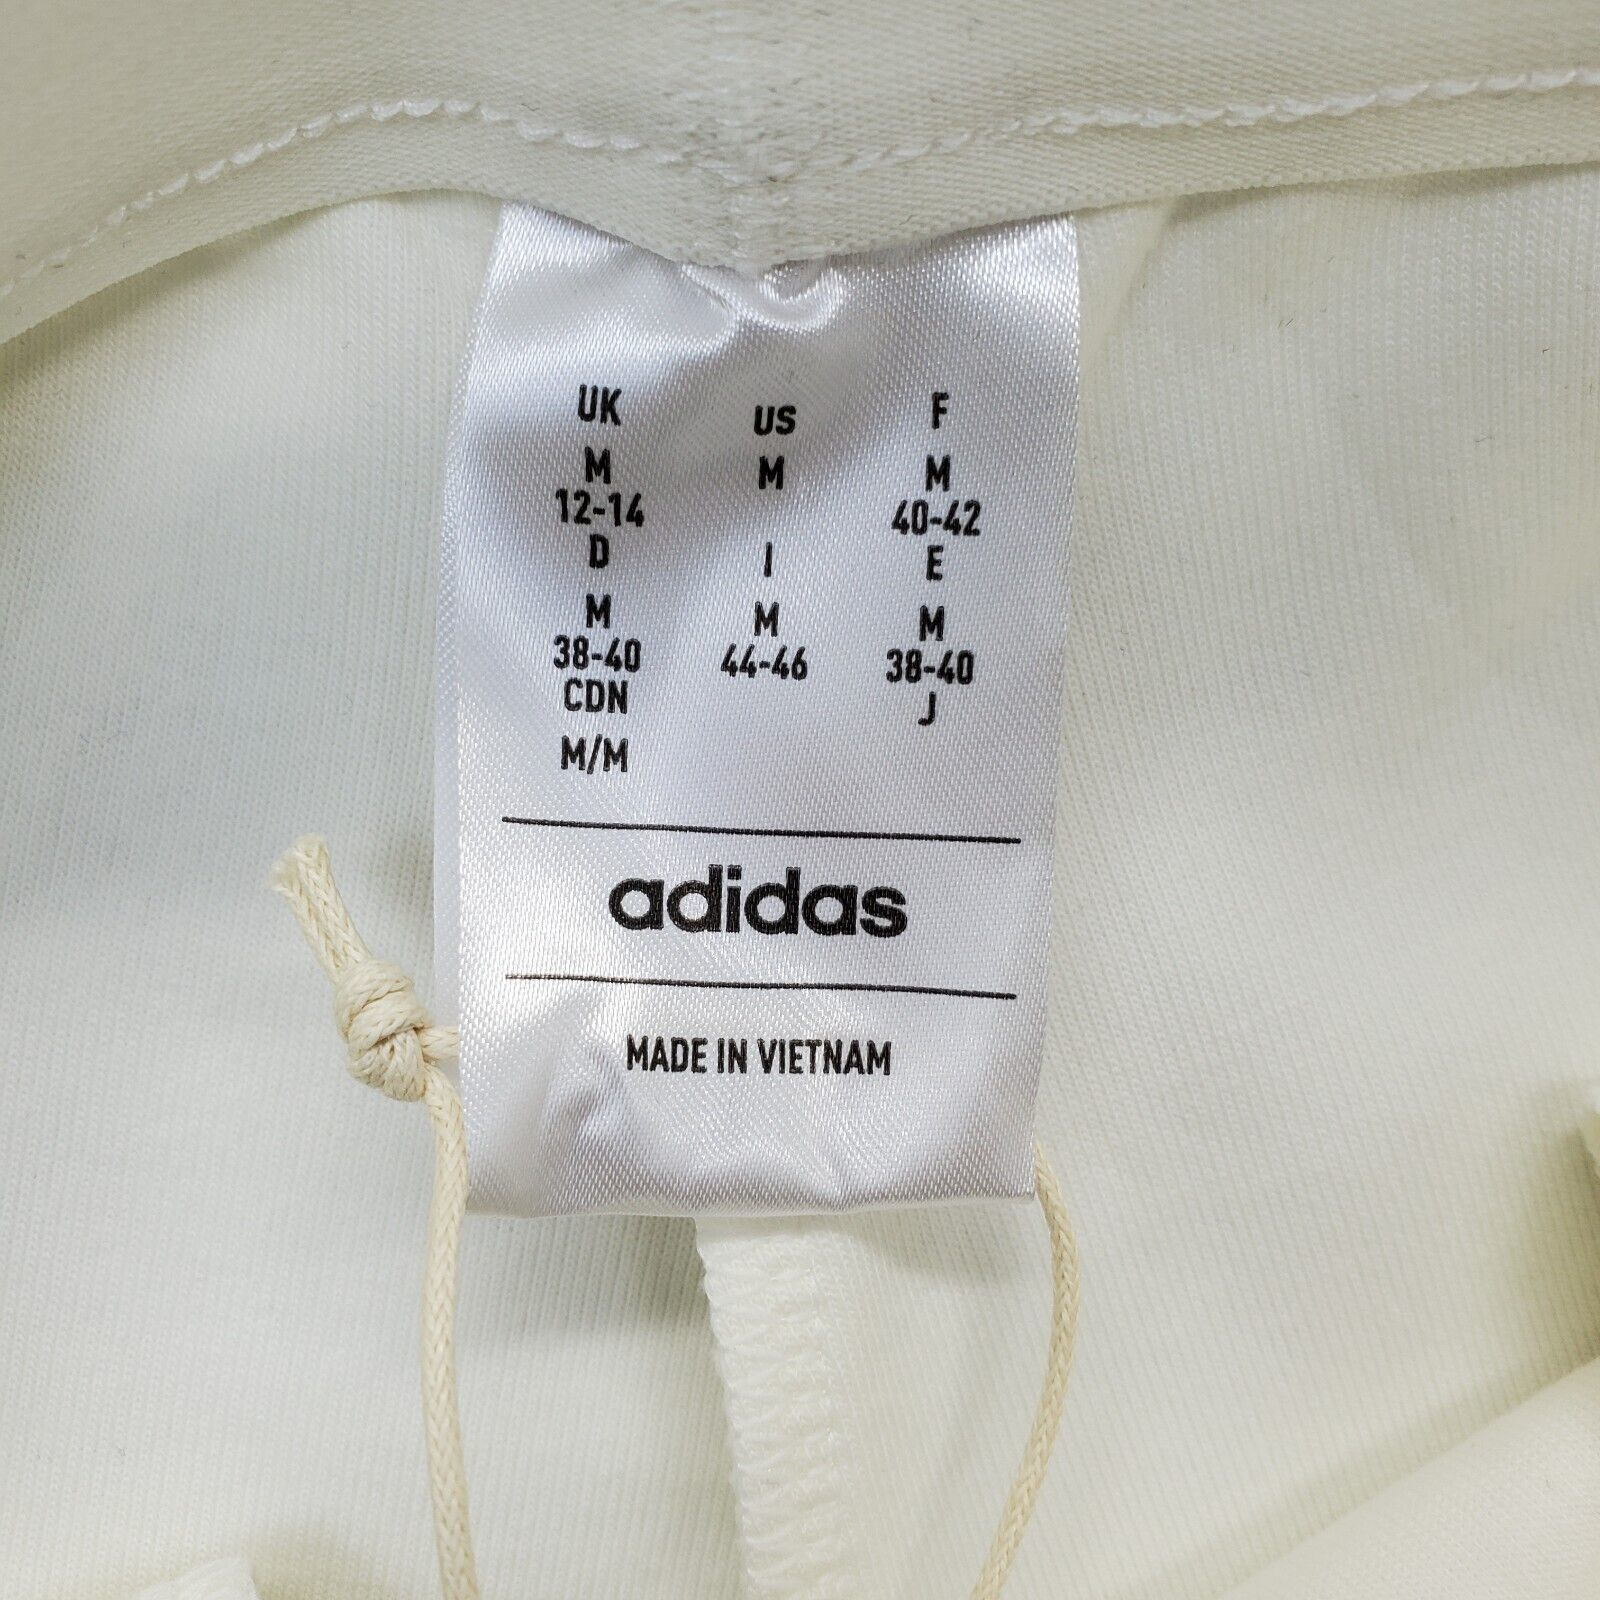 UK US F
M M M
12-14 40-42
D I E
M M M
38-40 44-46 38-40
CDN J
M/M
adidas
MADE IN VIETNAM